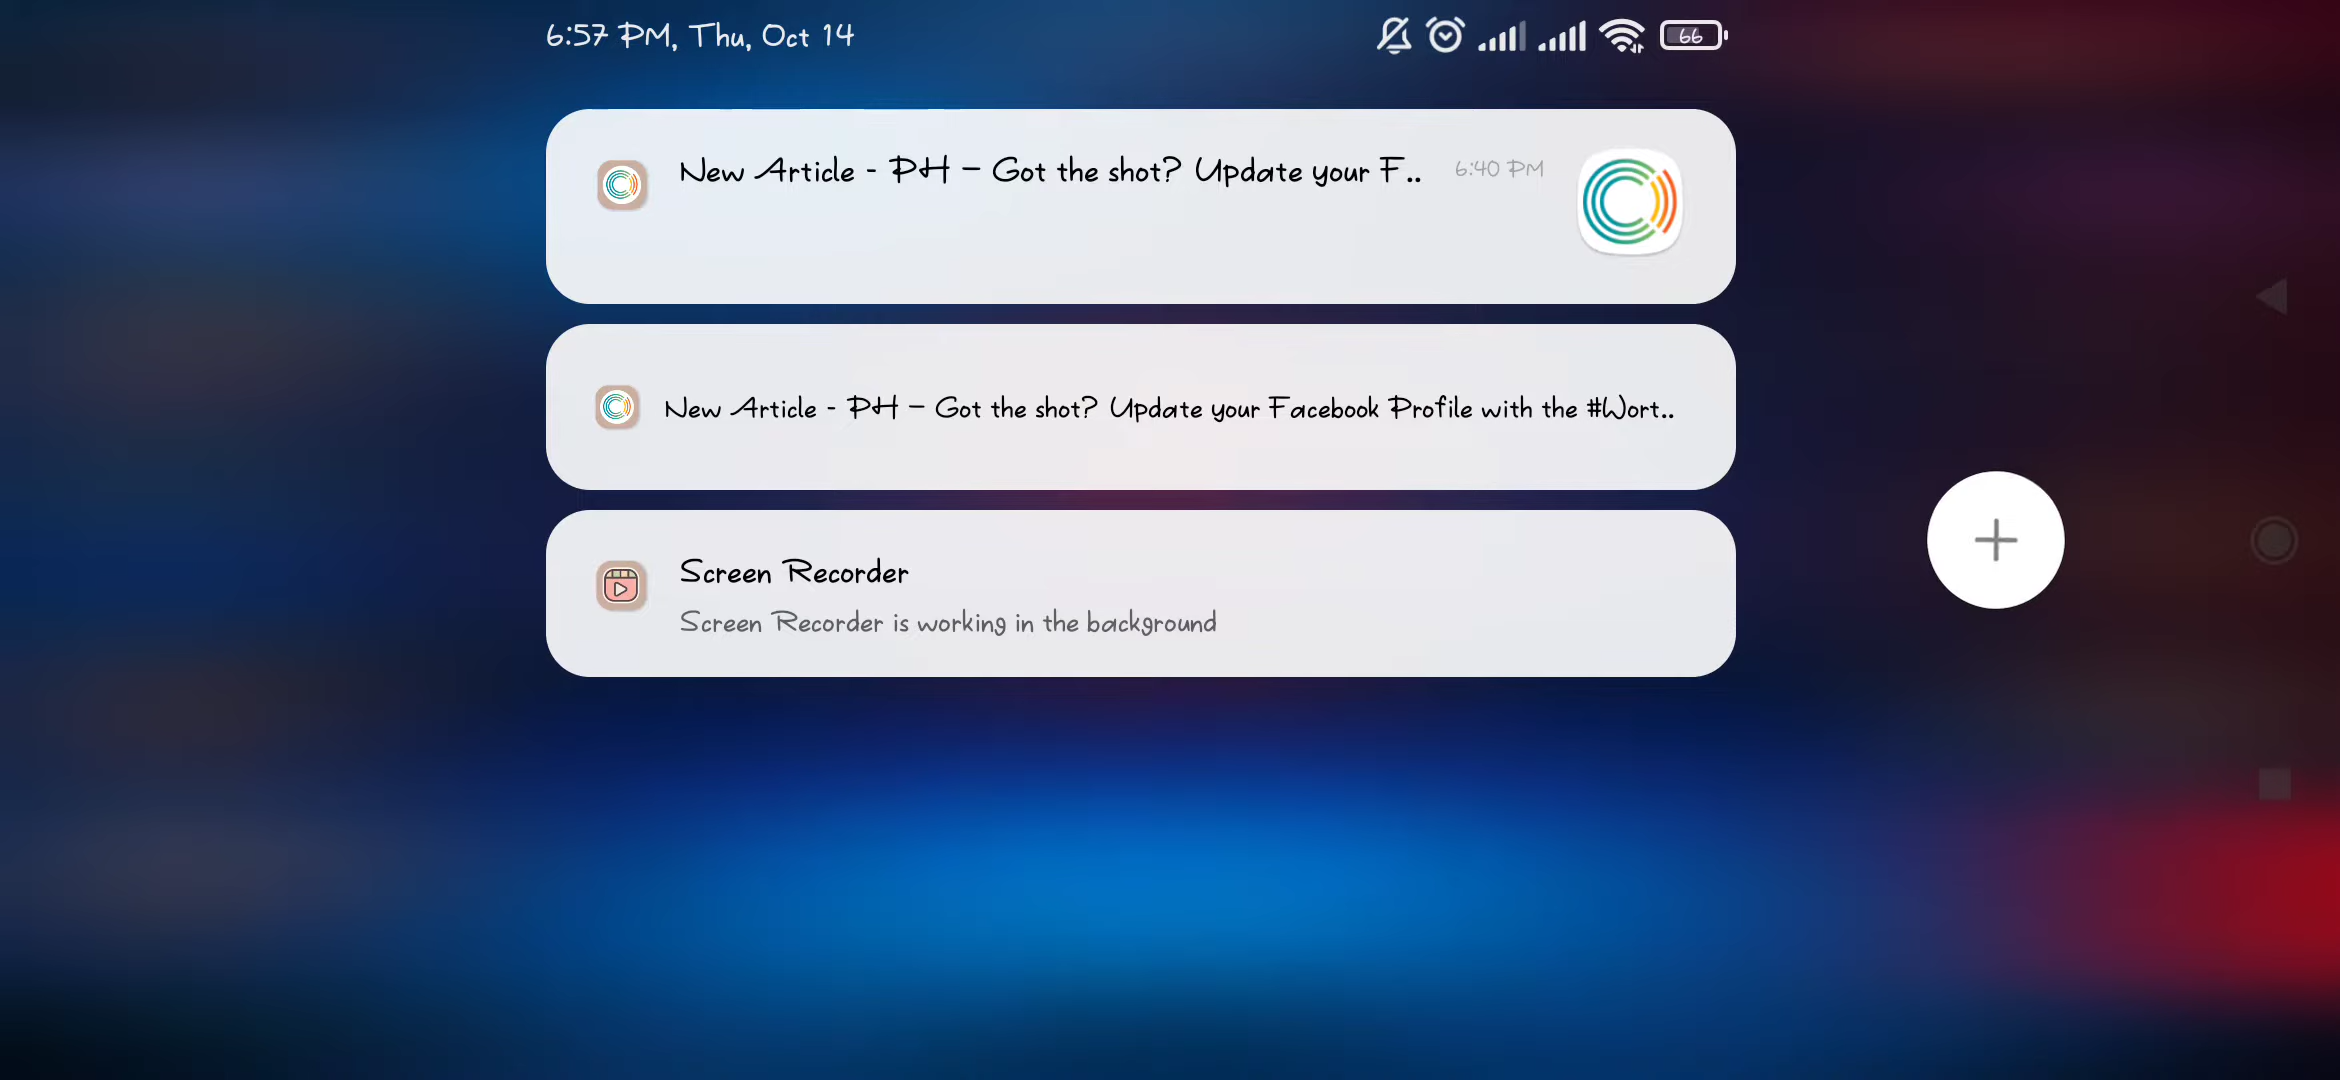 6:57 PM, Thu, Oct 14
66
New Article - PH – Got the shot? Update your F..
6:40 PM
New Article - PH – Got the shot? Update your Facebook Profile with the #Wort..
Screen Recorder
Screen Recorder is working in the background